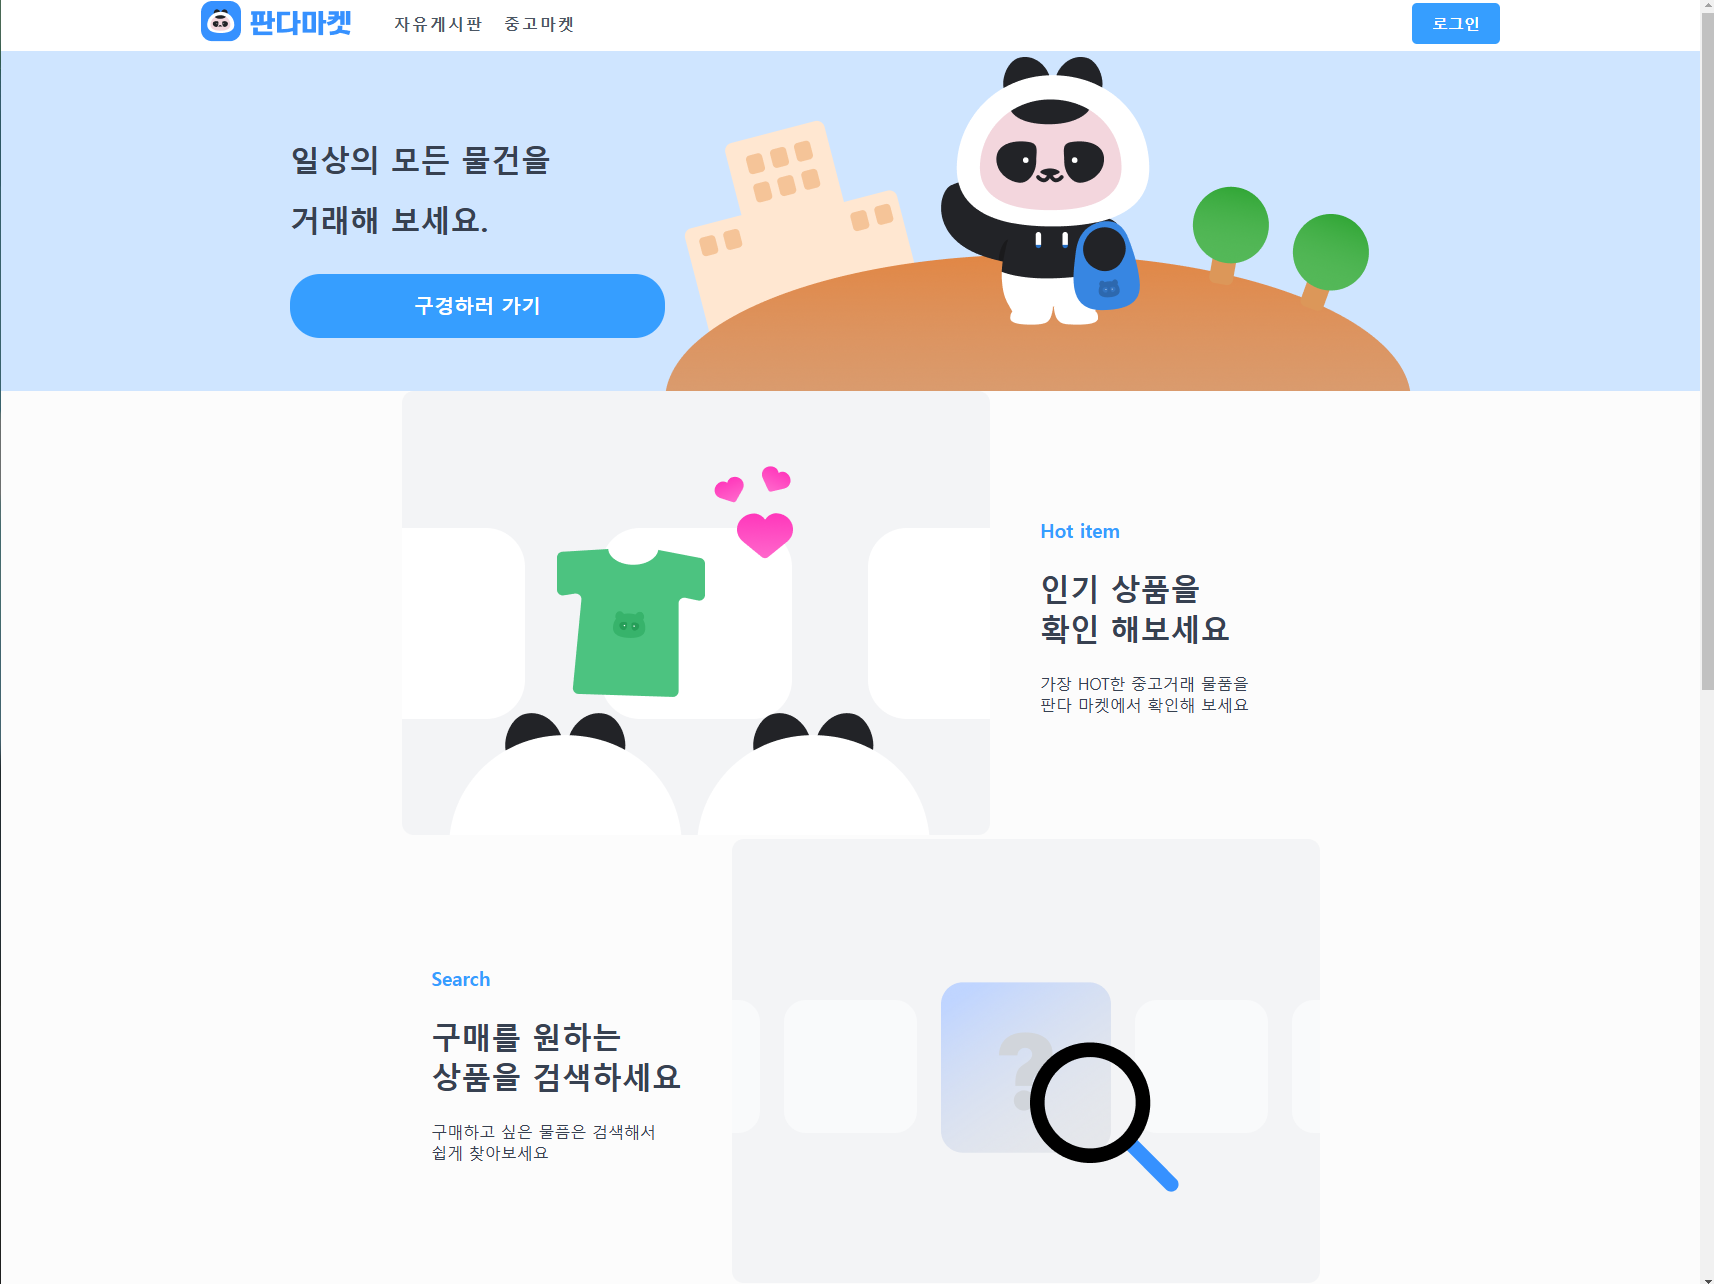 판다마켓
자유게시판 중고마켓
로그인
일상의 모든 물건을
거래해 보세요.
구경하러 가기
Hot item
인기 상품을
확인 해보세요
가장 HOT한 중고거래 물품을
판다 마켓에서 확인해 보세요
Search
구매를 원하는
상품을 검색하세요
구매하고 싶은 물픔은 검색해서
쉽게 찾아보세요
?